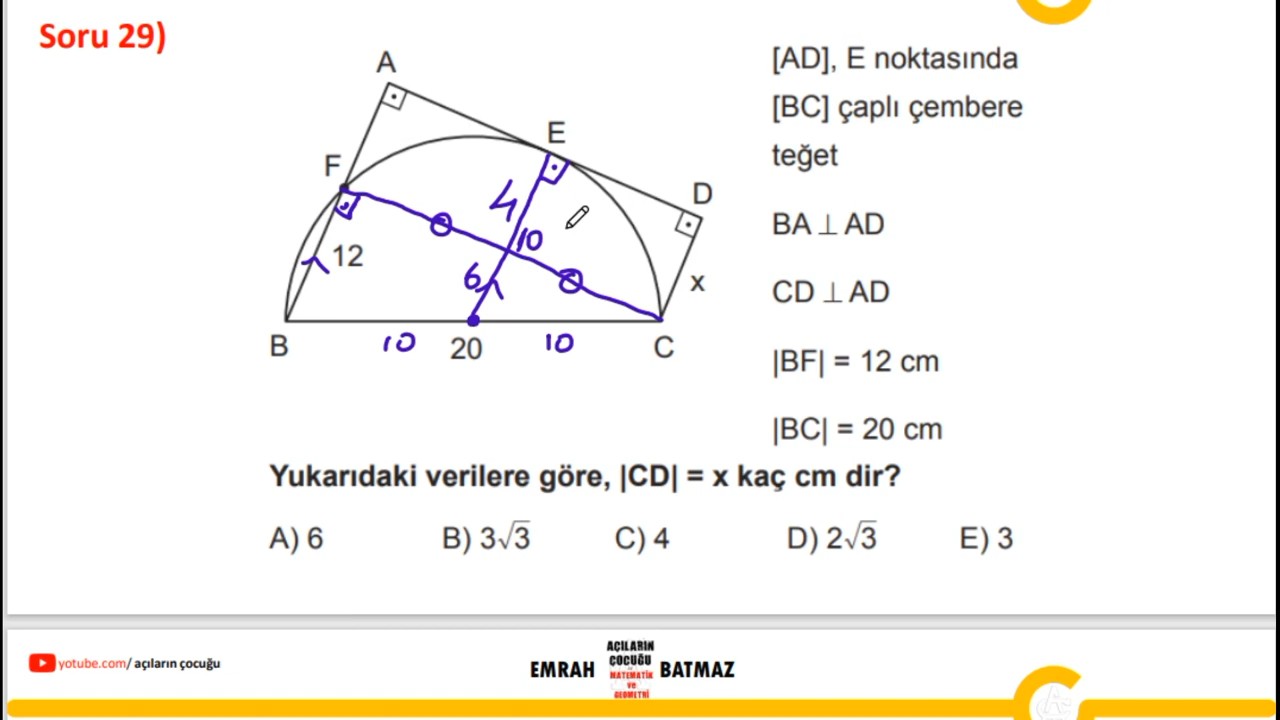 Soru 29)
A
E
F
D
4
10
12
6
x
B
10
20
10
C
[AD], E noktasında
[BC] çaplı çembere
teğet
BA ⊥ AD
CD ⊥ AD
|BF| = 12 cm
|BC| = 20 cm
Yukarıdaki verilere göre, |CD| = x kaç cm dir?
A) 6 B) 3√3 C) 4 D) 2√3 E) 3
yotube.com/ açıların çocuğu
EMRAH
AÇILARIN
ÇOCUĞU
MATEMATİK
ve
GEOMETRİ
BATMAZ